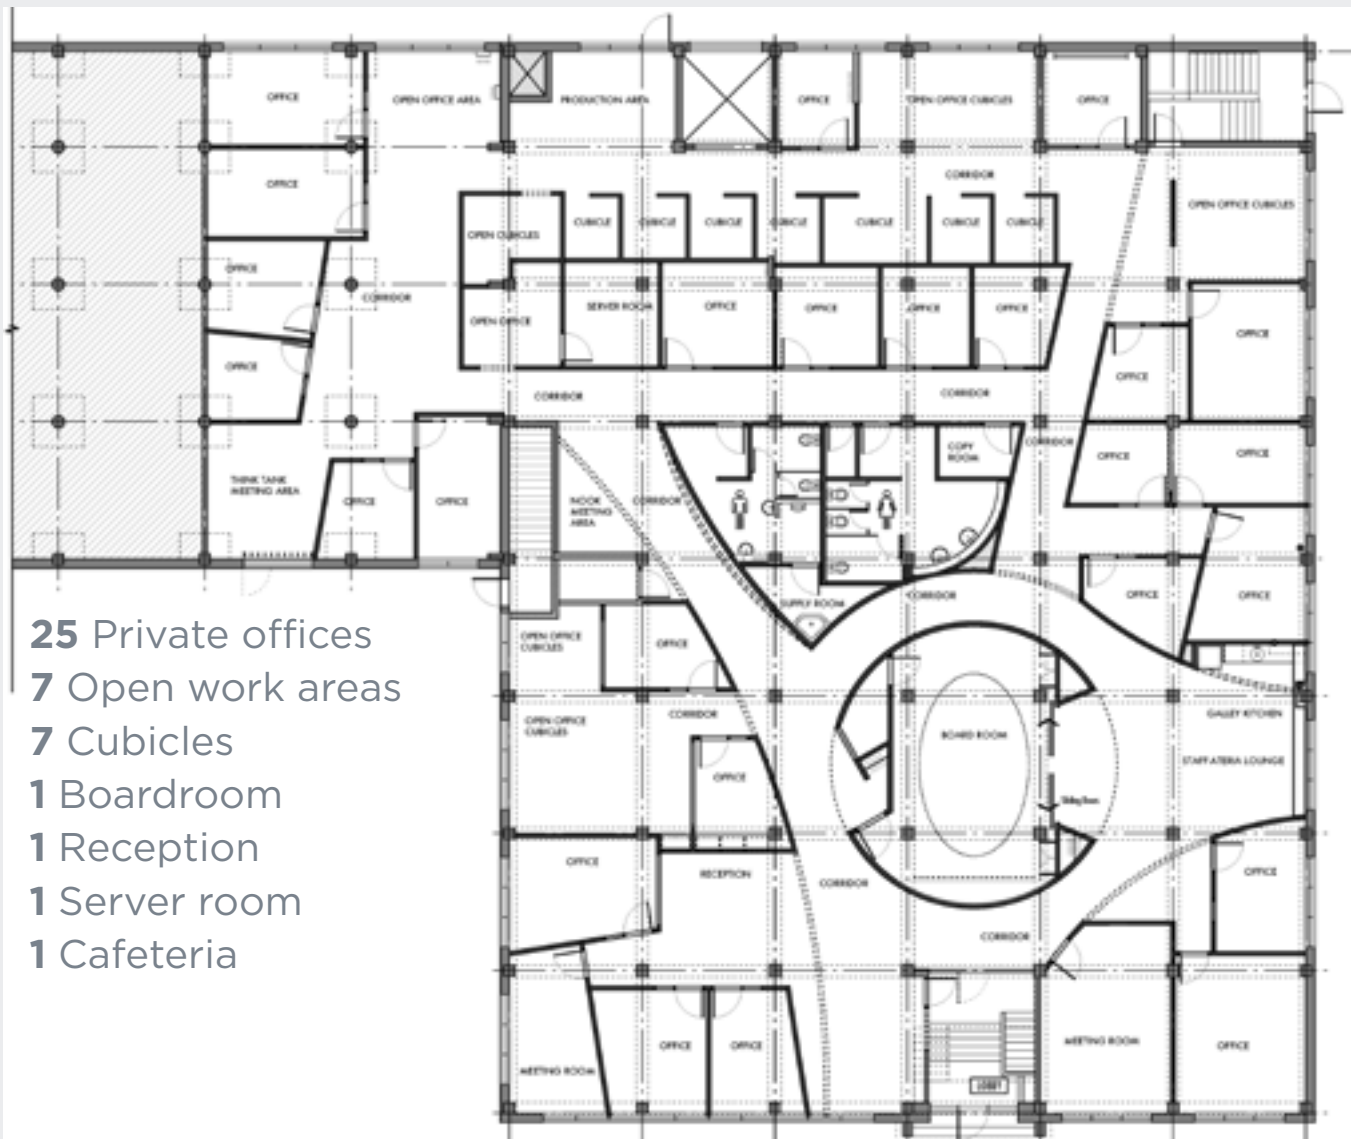 OFFICE
OPEN OFFICE AREA
PRODUCTION AREA
OFFICE
OPEN OFFICE CUBICLES
OFFICE
OFFICE
CORRIDOR
OPEN OFFICE CUBICLES
OPEN CUBICLES
CUBICLE
CUBICLE
CUBICLE
CUBICLE
CUBICLE
CUBICLE
CUBICLE
OFFICE
CORRIDOR
OPEN OFFICE
SERVER ROOM
OFFICE
OFFICE
OFFICE
OFFICE
OFFICE
OFFICE
OFFICE
CORRIDOR
CORRIDOR
THINK TANK
MEETING AREA
OFFICE
OFFICE
NOOK
MEETING
AREA
CORRIDOR
COPY
ROOM
CORRIDOR
OFFICE
OFFICE
SUPPLY ROOM
CORRIDOR
OFFICE
OFFICE
25 Private offices
7 Open work areas
7 Cubicles
1 Boardroom
1 Reception
1 Server room
1 Cafeteria
OPEN OFFICE
CUBICLES
OFFICE
OPEN OFFICE
CUBICLES
CORRIDOR
OFFICE
BOARD ROOM
GALLEY KITCHEN
STAFF ATERIA LOUNGE
OFFICE
RECEPTION
CORRIDOR
OFFICE
CORRIDOR
MEETING ROOM
OFFICE
OFFICE
LOBBY
MEETING ROOM
OFFICE